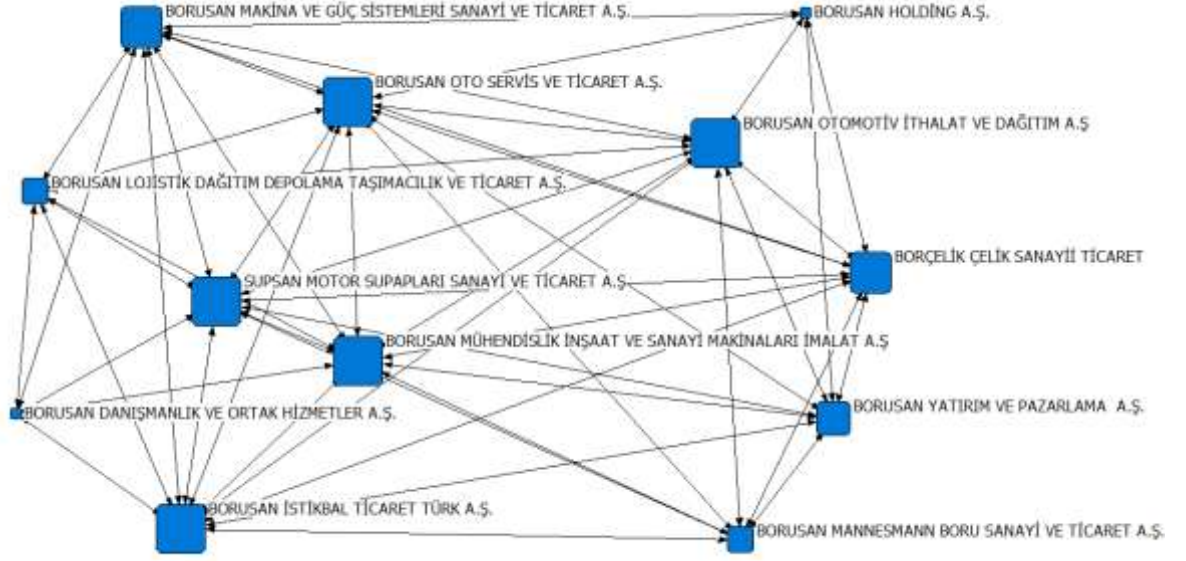 BORUSAN MAKİNA VE GÜÇ SİSTEMLERİ SANAYİ VE TİCARET A.Ş.
BORUSAN HOLDİNG A.Ş.
BORUSAN OTO SERVİS VE TİCARET A.Ş.
BORUSAN OTOMOTİV İTHALAT VE DAĞITIM A.Ş
BORUSAN LOJİSTİK DAĞITIM DEPOLAMA TAŞIMACILIK VE TİCARET A.Ş.
BORÇELİK ÇELİK SANAYİİ TİCARET
SUPSAN MOTOR SUPAPLARI SANAYİ VE TİCARET A.Ş
BORUSAN MÜHENDİSLİK İNŞAAT VE SANAYİ MAKİNALARI İMALAT A.Ş
BORUSAN DANIŞMANLIK VE ORTAK HİZMETLER A.Ş.
BORUSAN YATIRIM VE PAZARLAMA A.Ş.
BORUSAN İSTİKBAL TİCARET TÜRK A.Ş.
BORUSAN MANNESMANN BORU SANAYİ VE TİCARET A.Ş.